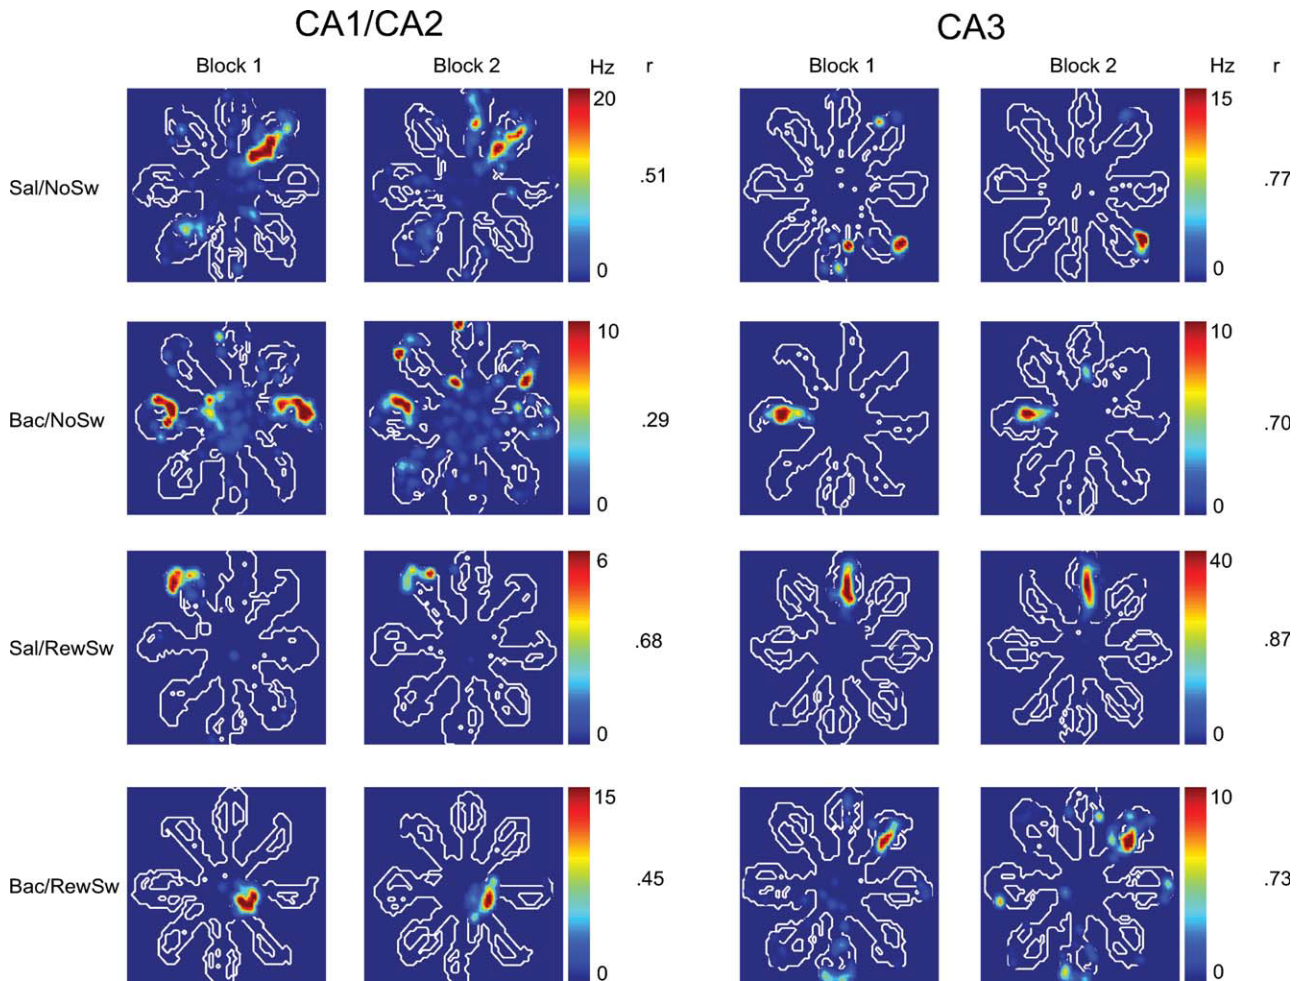 CA1/CA2 CA3
Block 1 Block 2 Hz r Block 1 Block 2 Hz r
20 15
Sal/NoSw .51 .77
0 0
10 10
Bac/NoSw .29 .70
0 0
6 40
Sal/RewSw .68 .87
0 0
15 10
Bac/RewSw .45 .73
0 0